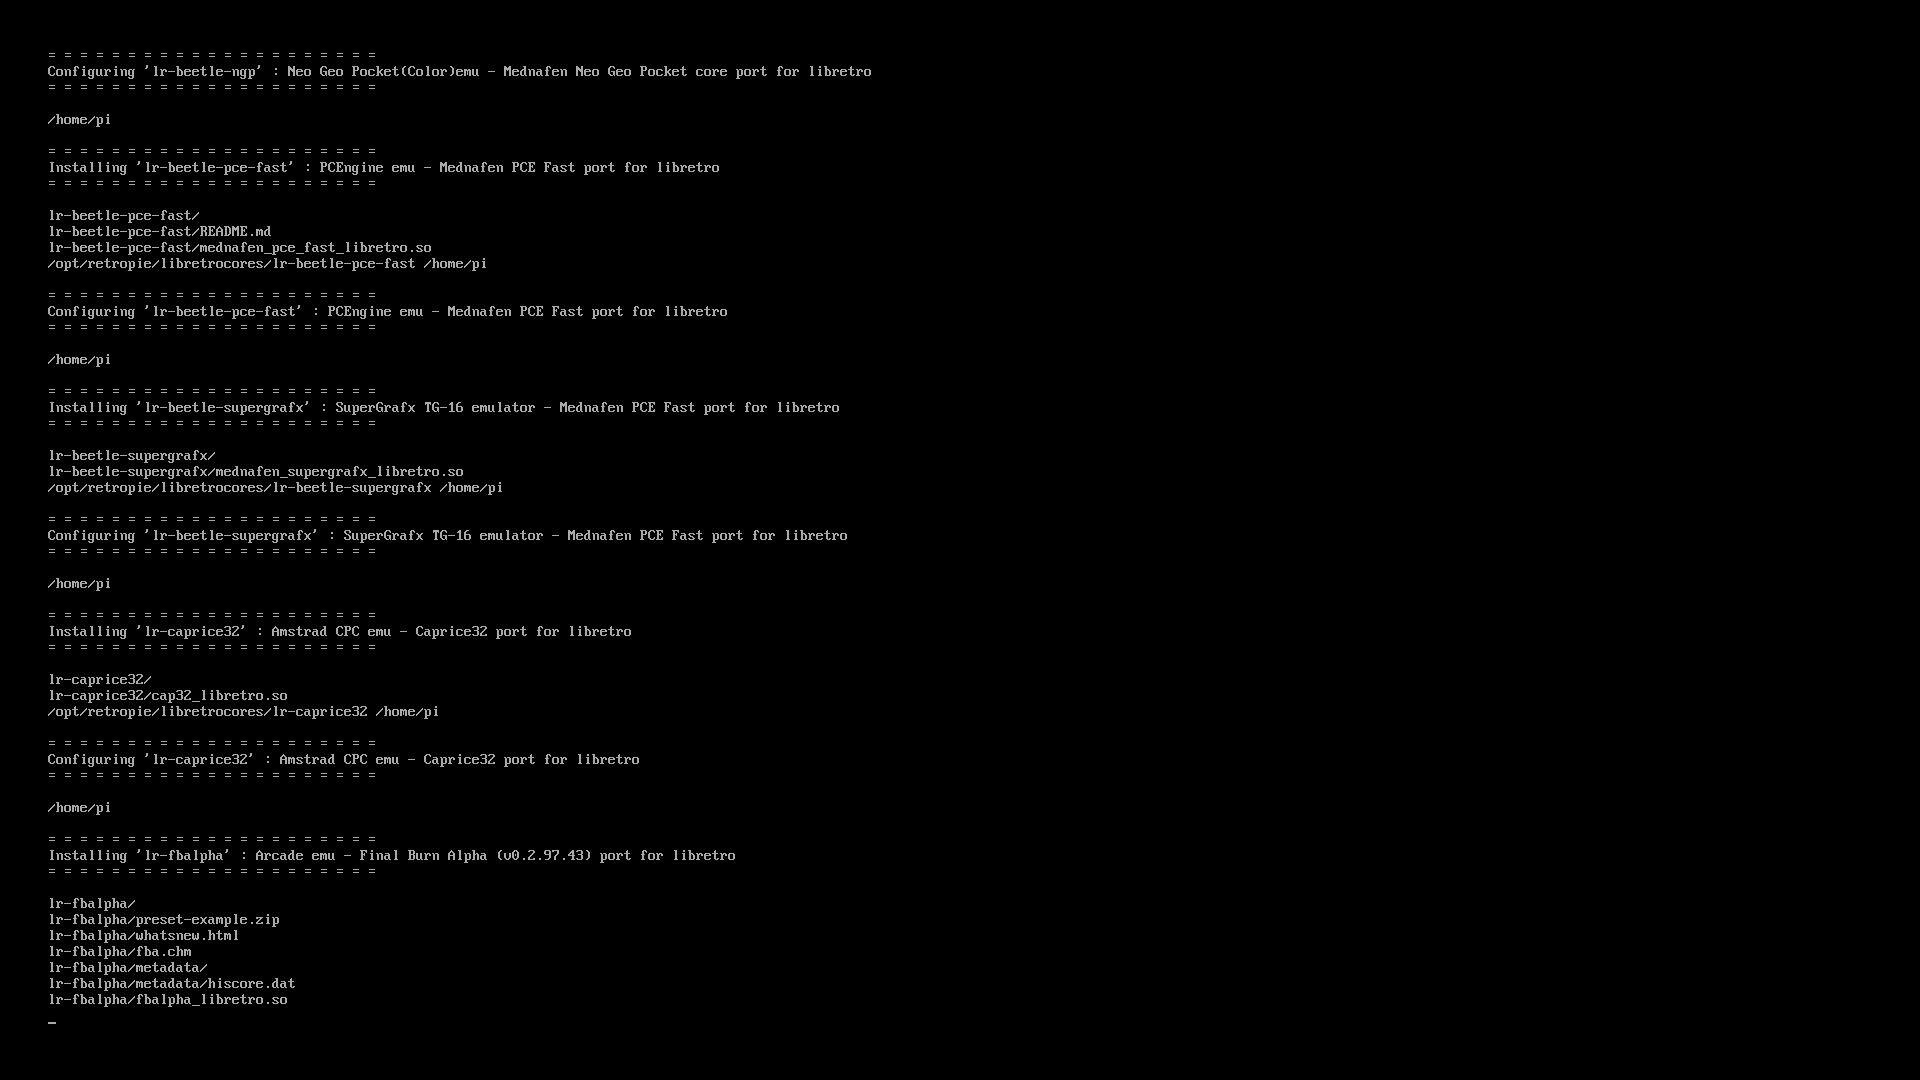 = = = = = = = = = = = = = = = = = = = = =
Configuring 'lr-beetle-ngp' : Neo Geo Pocket(Color)emu - Mednafen Neo Geo Pocket core port for libretro
= = = = = = = = = = = = = = = = = = = = =
/home/pi
= = = = = = = = = = = = = = = = = = = = =
Installing 'lr-beetle-pce-fast' : PCEngine emu - Mednafen PCE Fast port for libretro
= = = = = = = = = = = = = = = = = = = = =
lr-beetle-pce-fast/
lr-beetle-pce-fast/README.md
lr-beetle-pce-fast/mednafen_pce_fast_libretro.so
/opt/retropie/libretrocores/lr-beetle-pce-fast /home/pi
= = = = = = = = = = = = = = = = = = = = =
Configuring 'lr-beetle-pce-fast' : PCEngine emu - Mednafen PCE Fast port for libretro
= = = = = = = = = = = = = = = = = = = = =
/home/pi
= = = = = = = = = = = = = = = = = = = = =
Installing 'lr-beetle-supergrafx' : SuperGrafx TG-16 emulator - Mednafen PCE Fast port for libretro
= = = = = = = = = = = = = = = = = = = = =
lr-beetle-supergrafx/
lr-beetle-supergrafx/mednafen_supergrafx_libretro.so
/opt/retropie/libretrocores/lr-beetle-supergrafx /home/pi
= = = = = = = = = = = = = = = = = = = = =
Configuring 'lr-beetle-supergrafx' : SuperGrafx TG-16 emulator - Mednafen PCE Fast port for libretro
= = = = = = = = = = = = = = = = = = = = =
/home/pi
= = = = = = = = = = = = = = = = = = = = =
Installing 'lr-caprice32' : Amstrad CPC emu - Caprice32 port for libretro
= = = = = = = = = = = = = = = = = = = = =
lr-caprice32/
lr-caprice32/cap32_libretro.so
/opt/retropie/libretrocores/lr-caprice32 /home/pi
= = = = = = = = = = = = = = = = = = = = =
Configuring 'lr-caprice32' : Amstrad CPC emu - Caprice32 port for libretro
= = = = = = = = = = = = = = = = = = = = =
/home/pi
= = = = = = = = = = = = = = = = = = = = =
Installing 'lr-fbalpha' : Arcade emu - Final Burn Alpha (v0.2.97.43) port for libretro
= = = = = = = = = = = = = = = = = = = = =
lr-fbalpha/
lr-fbalpha/preset-example.zip
lr-fbalpha/whatsnew.html
lr-fbalpha/fba.chm
lr-fbalpha/metadata/
lr-fbalpha/metadata/hiscore.dat
lr-fbalpha/fbalpha_libretro.so
_